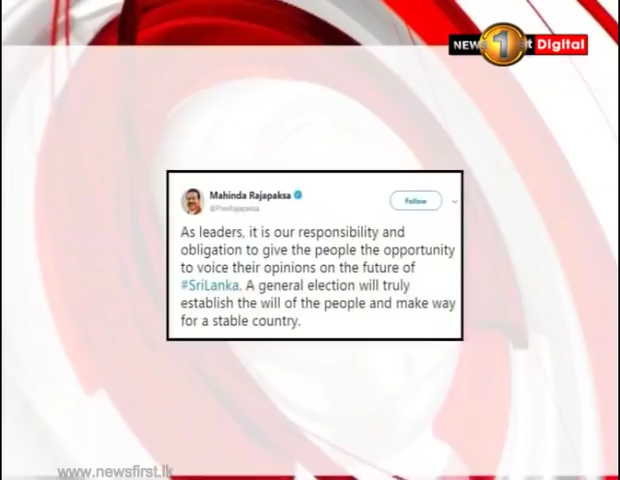 NEWS 1st Digital
Mahinda Rajapaksa
@PresRajapaksa
Follow
As leaders, it is our responsibility and
obligation to give the people the opportunity
to voice their opinions on the future of
#SriLanka. A general election will truly
establish the will of the people and make way
for a stable country.
www.newsfirst.lk